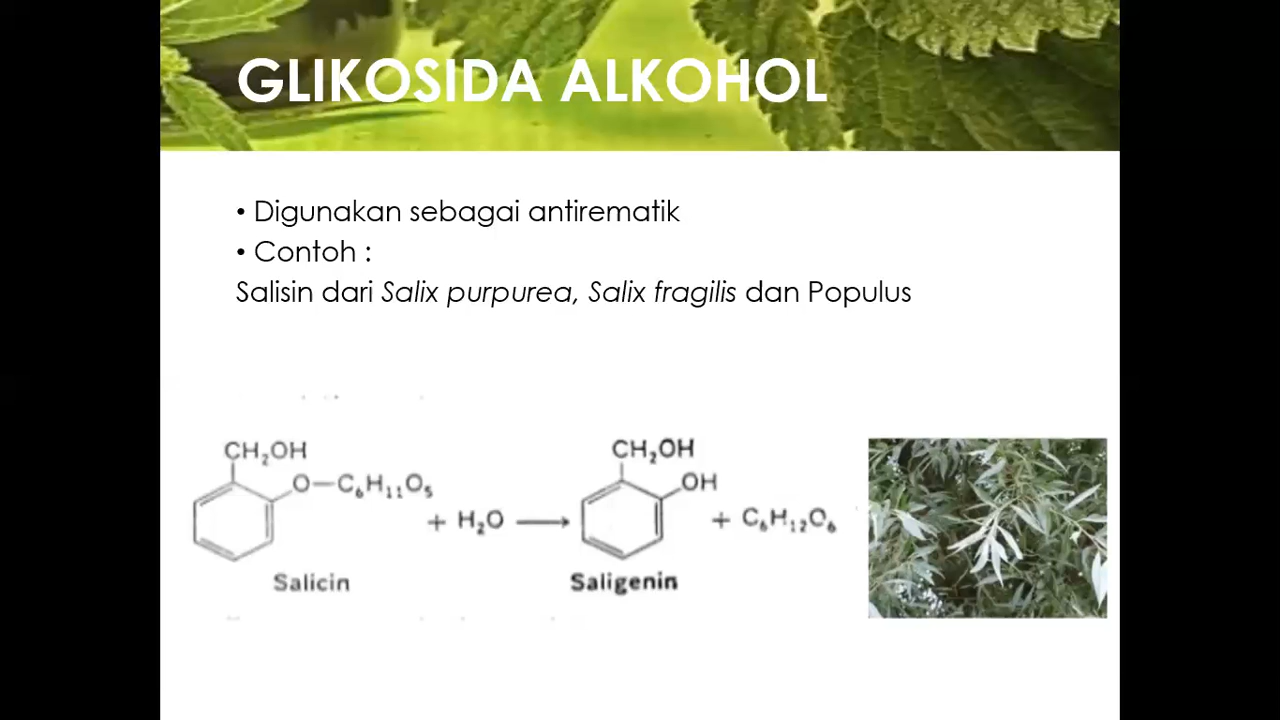 GLIKOSIDA ALKOHOL
• Digunakan sebagai antirematik
• Contoh :
Salisin dari Salix purpurea, Salix fragilis dan Populus
CH₂OH
O—C₆H₁₁O₅
+ H₂O ⟶
Salicin
CH₂OH
OH
+ C₆H₁₂O₆
Saligenin